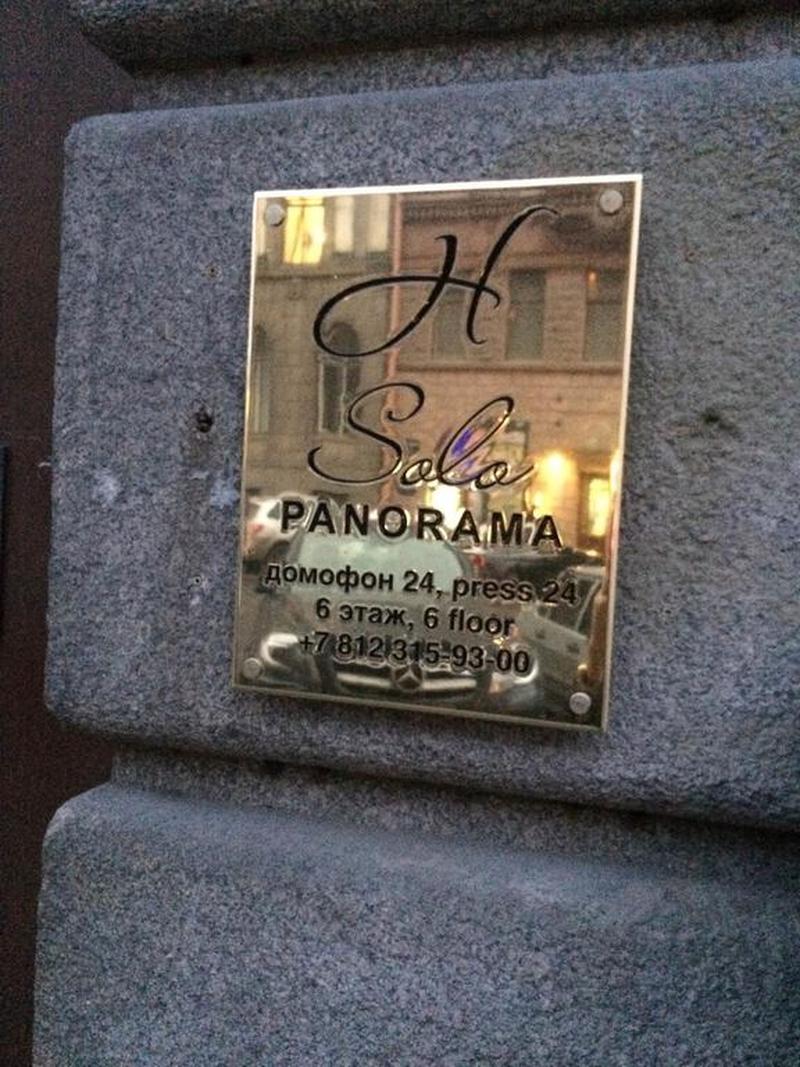 H
Solo
PANORAMA
домофон 24, press 24
6 этаж, 6 floor
+7 812 315-93-00